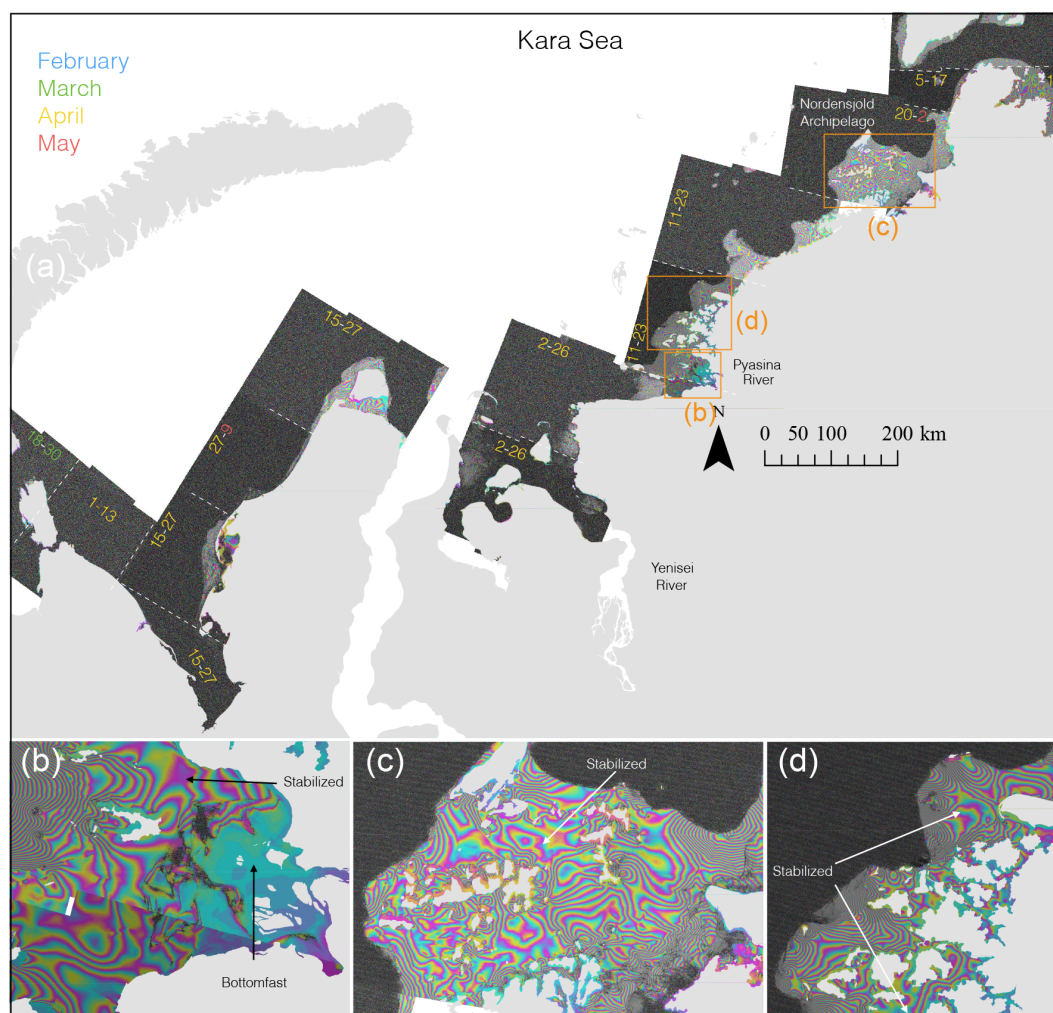 Kara Sea
February
March
April
May
5-17
Nordensjold
Archipelago
(c)
11-23
(a)
(d)
11-23
15-27
2-26
Pyasina
River
(b)
N
0 50 100 200 km
27-9
18-30
2-26
1-13
15-27
Yenisei
River
15-27
(b)
Stabilized
Bottomfast
(c)
Stabilized
(d)
Stabilized